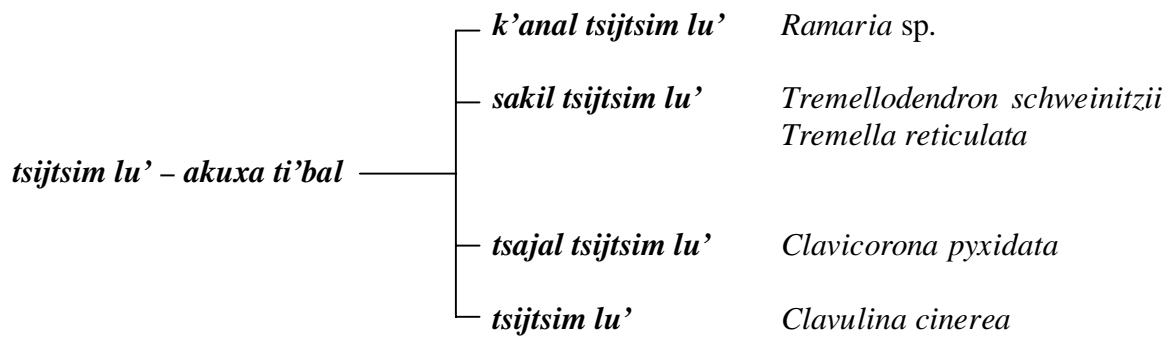 k’anal tsijtsim lu’ Ramaria sp.
sakil tsijtsim lu’ Tremellodendron schweinitzii
Tremella reticulata
tsijtsim lu’ – akuxa ti’bal
tsajal tsijtsim lu’ Clavicorona pyxidata
tsijtsim lu’ Clavulina cinerea